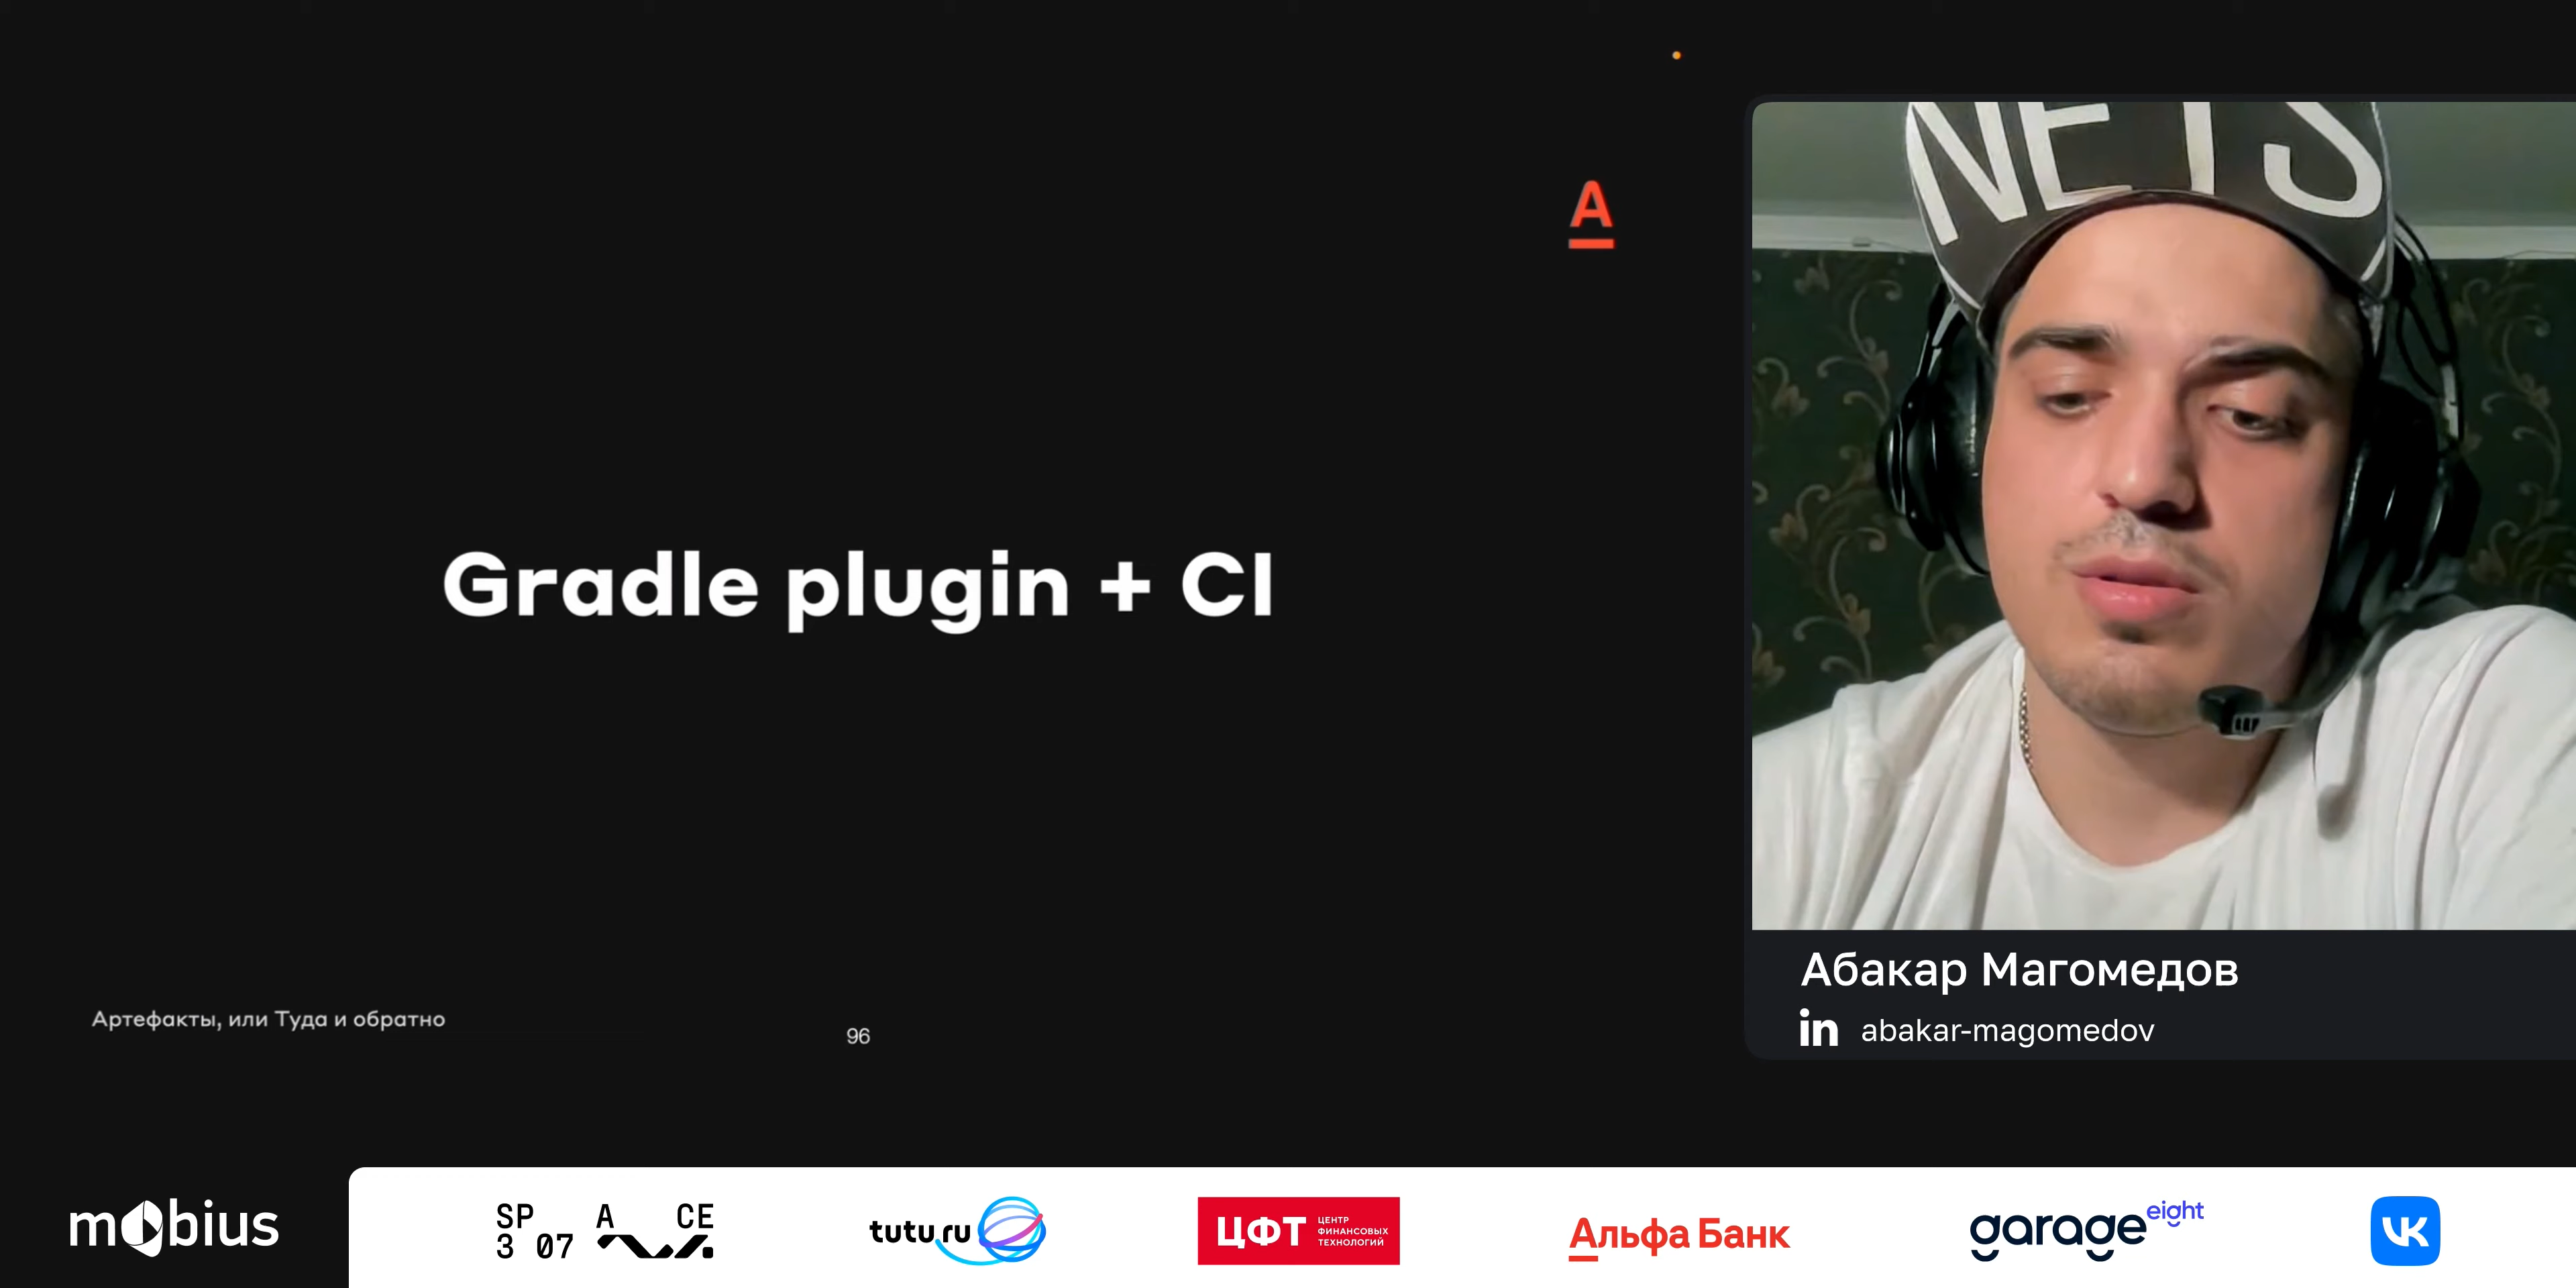 A
NETS
Gradle plugin + CI
Артефакты, или Туда и обратно
96
Абакар Магомедов
in abakar-magomedov
mobius
SP A CE
3 07
tutu.ru
ЦФТ
ЦЕНТР
ФИНАНСОВЫХ
ТЕХНОЛОГИЙ
Альфа Банк
garage eight
VK